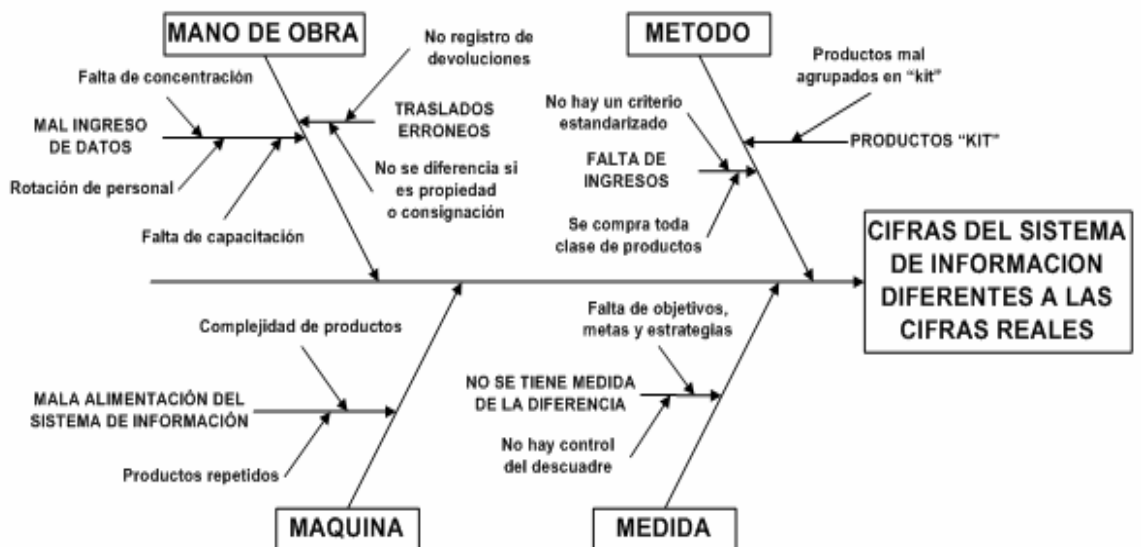 MANO DE OBRA
No registro de
devoluciones
Falta de concentración
MAL INGRESO
DE DATOS
TRASLADOS
ERRONEOS
Rotación de personal
No se diferencia si
es propiedad
o consignación
Falta de capacitación
METODO
Productos mal
agrupados en “kit”
No hay un criterio
estandarizado
PRODUCTOS “KIT”
FALTA DE
INGRESOS
Se compra toda
clase de productos
CIFRAS DEL SISTEMA
DE INFORMACION
DIFERENTES A LAS
CIFRAS REALES
Complejidad de productos
MALA ALIMENTACIÓN DEL
SISTEMA DE INFORMACIÓN
Productos repetidos
MAQUINA
Falta de objetivos,
metas y estrategias
NO SE TIENE MEDIDA
DE LA DIFERENCIA
No hay control
del descuadre
MEDIDA